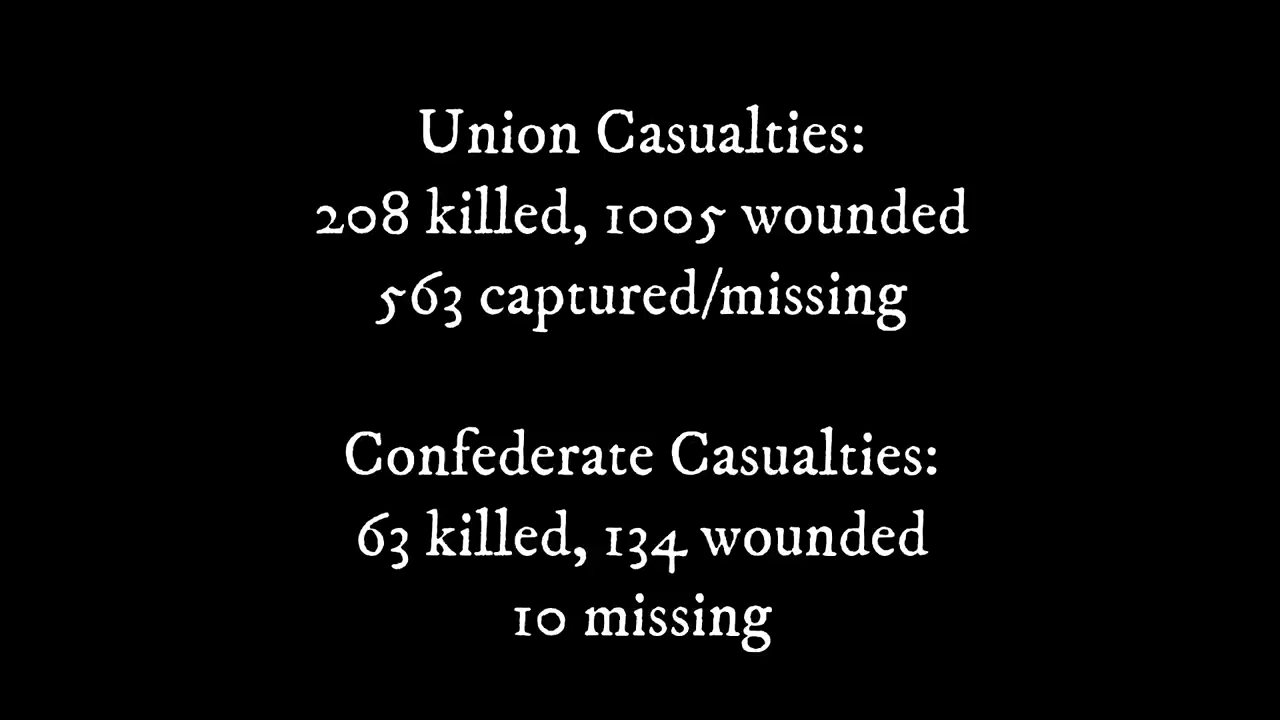 Union Casualties:
208 killed, 1005 wounded
563 captured/missing
Confederate Casualties:
63 killed, 134 wounded
10 missing